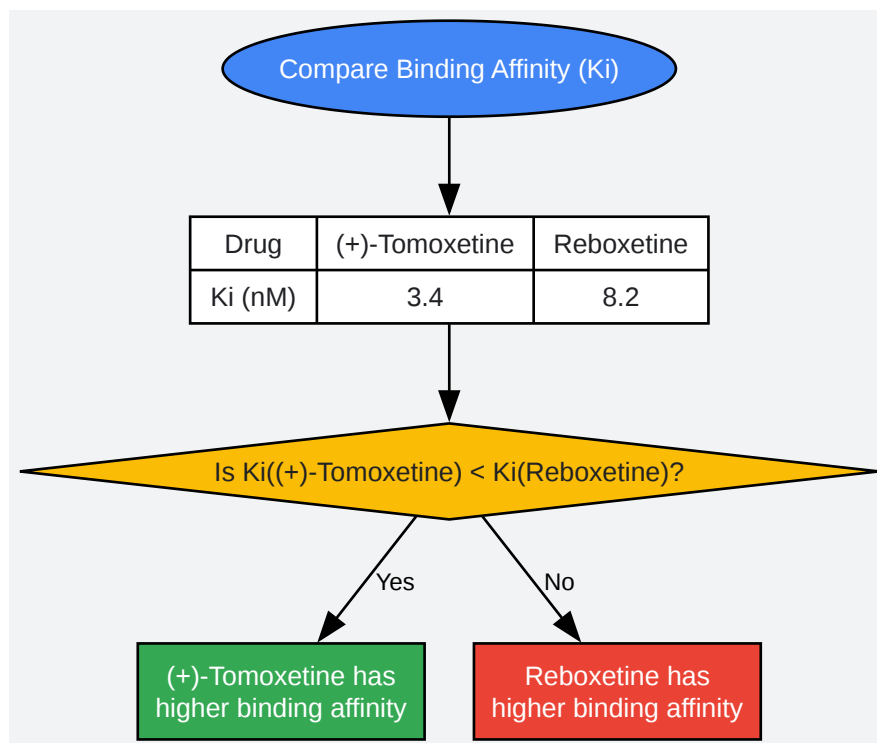 Compare Binding Affinity (Ki)
Drug (+)-Tomoxetine Reboxetine
Ki (nM) 3.4 8.2
Is Ki((+)-Tomoxetine) < Ki(Reboxetine)?
Yes
No
(+)-Tomoxetine has
higher binding affinity
Reboxetine has
higher binding affinity